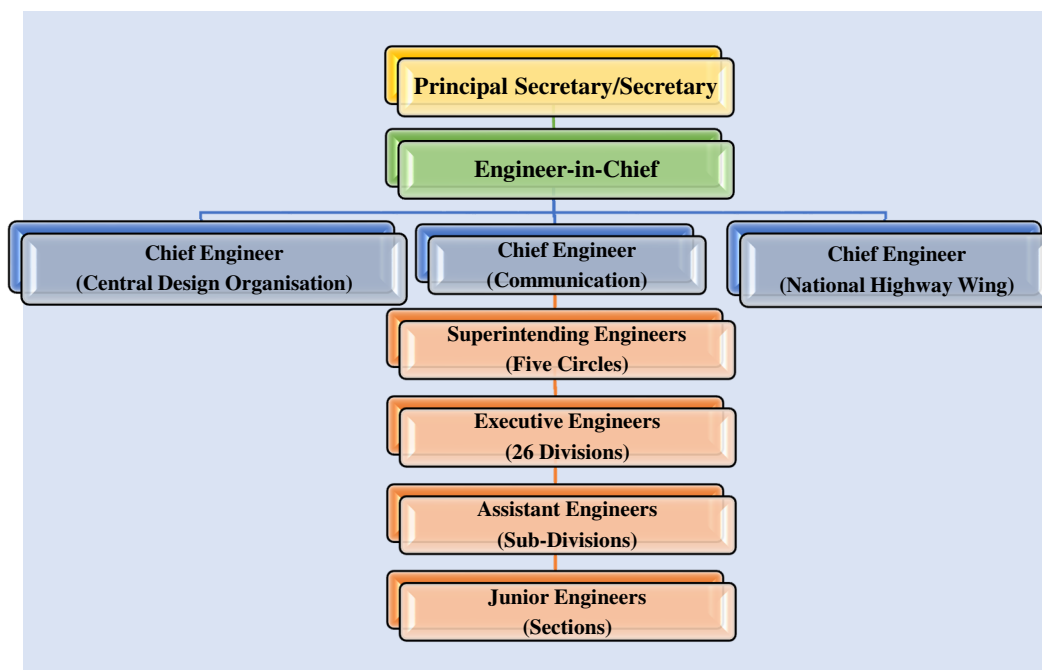 Principal Secretary/Secretary
Engineer-in-Chief
Chief Engineer
(Central Design Organisation)
Chief Engineer
(Communication)
Chief Engineer
(National Highway Wing)
Superintending Engineers
(Five Circles)
Executive Engineers
(26 Divisions)
Assistant Engineers
(Sub-Divisions)
Junior Engineers
(Sections)